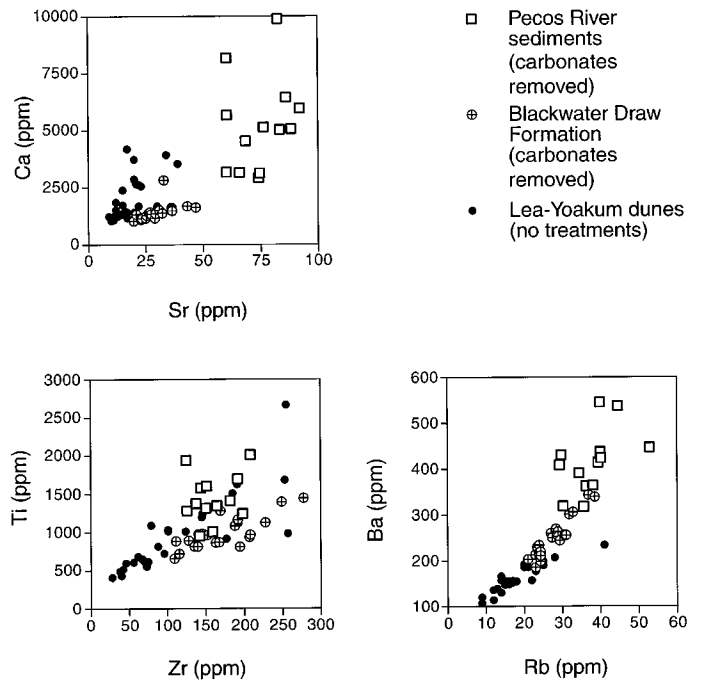 10000
7500
5000
2500
0
0
25
50
75
100
Ca (ppm)
Sr (ppm)
Pecos River
sediments
(carbonates
removed)
Blackwater Draw
Formation
(carbonates
removed)
Lea-Yoakum dunes
(no treatments)
3000
2500
2000
1500
1000
500
0
0
50
100
150
200
250
300
Ti (ppm)
Zr (ppm)
600
500
400
300
200
100
0
10
20
30
40
50
60
Ba (ppm)
Rb (ppm)